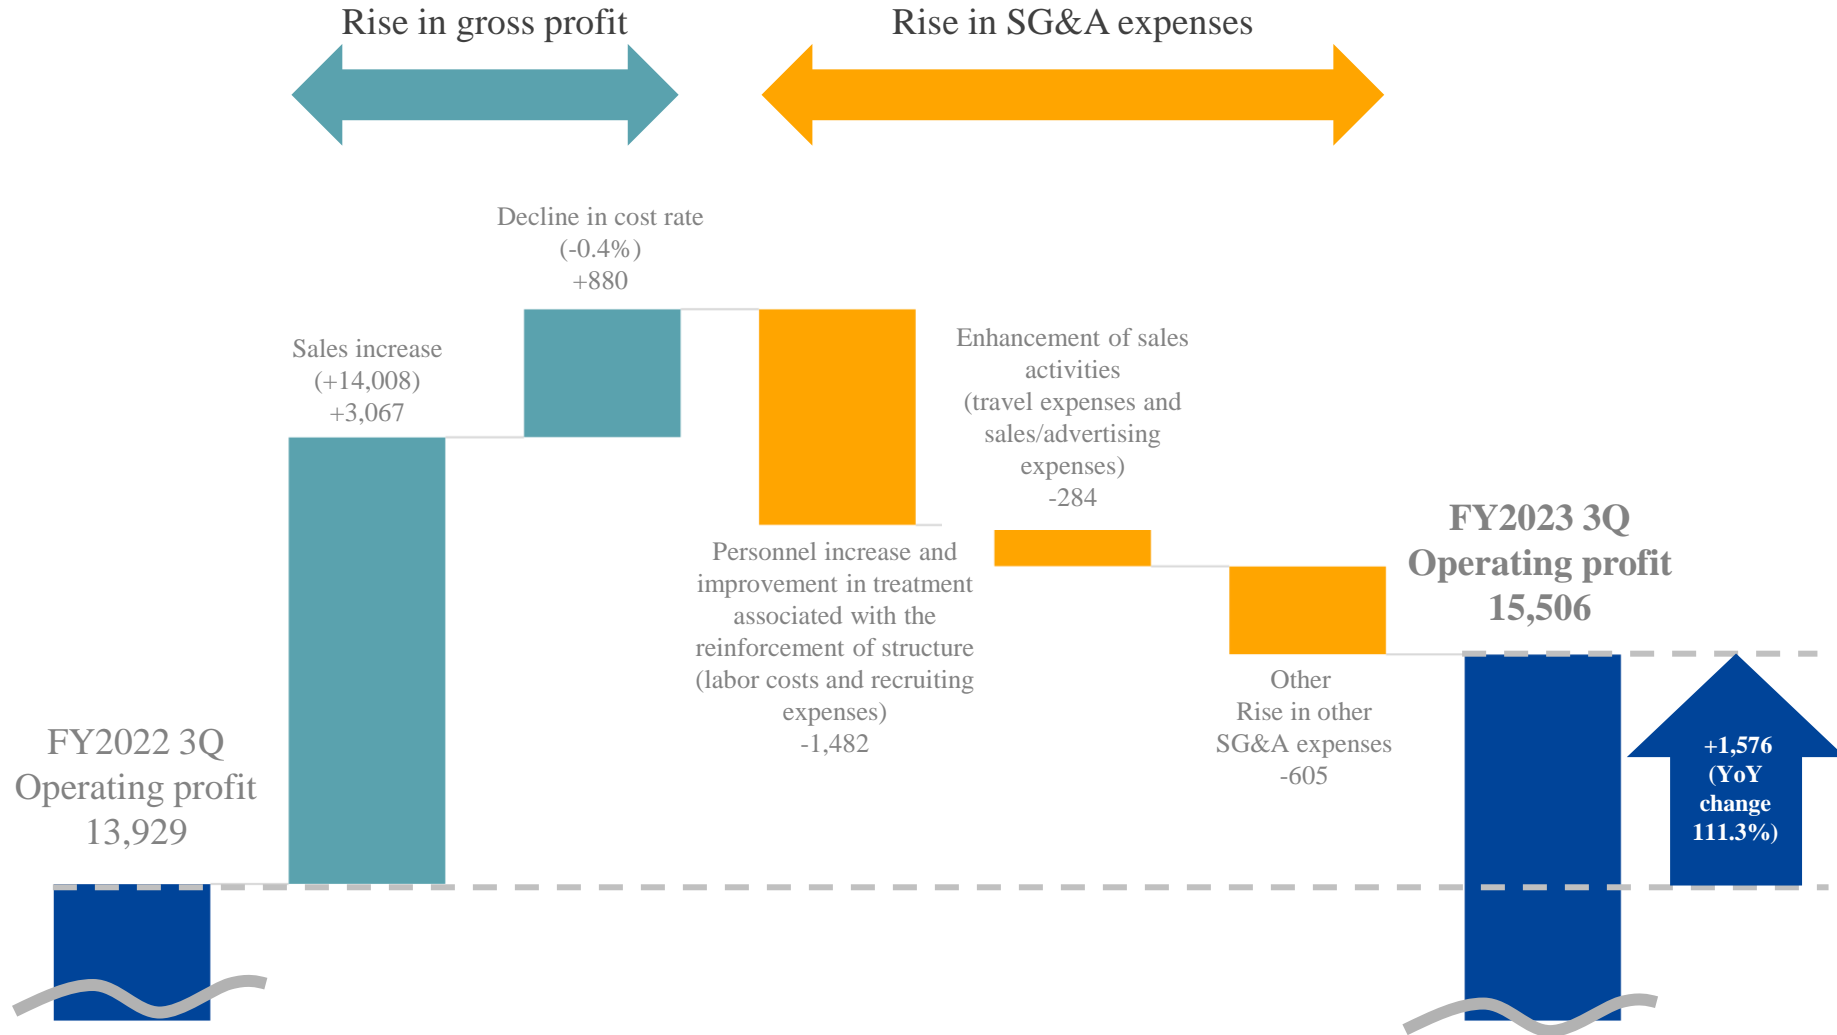 Rise in gross profit
Rise in SG&A expenses
Decline in cost rate
(-0.4%)
+880
Sales increase
(+14,008)
+3,067
Enhancement of sales
activities
(travel expenses and
sales/advertising
expenses)
-284
Personnel increase and
improvement in treatment
associated with the
reinforcement of structure
(labor costs and recruiting
expenses)
-1,482
FY2023 3Q
Operating profit
15,506
Other
Rise in other
SG&A expenses
-605
FY2022 3Q
Operating profit
13,929
+1,576
(YoY
change
111.3%)